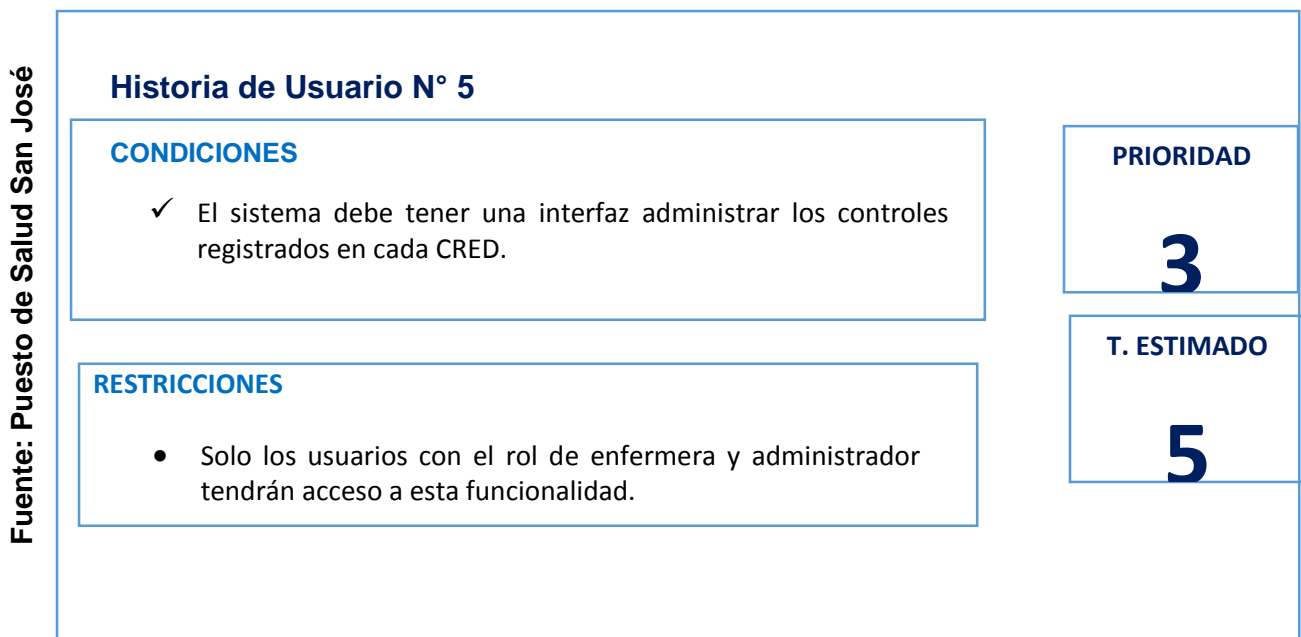 Fuente: Puesto de Salud San José
Historia de Usuario N° 5
CONDICIONES
✓ El sistema debe tener una interfaz administrar los controles
registrados en cada CRED.
PRIORIDAD
3
RESTRICCIONES
• Solo los usuarios con el rol de enfermera y administrador
tendrán acceso a esta funcionalidad.
T. ESTIMADO
5